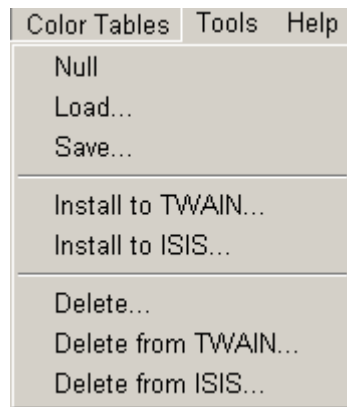 Color Tables Tools Help
Null
Load...
Save...
Install to TWAIN...
Install to ISIS...
Delete...
Delete from TWAIN...
Delete from ISIS...